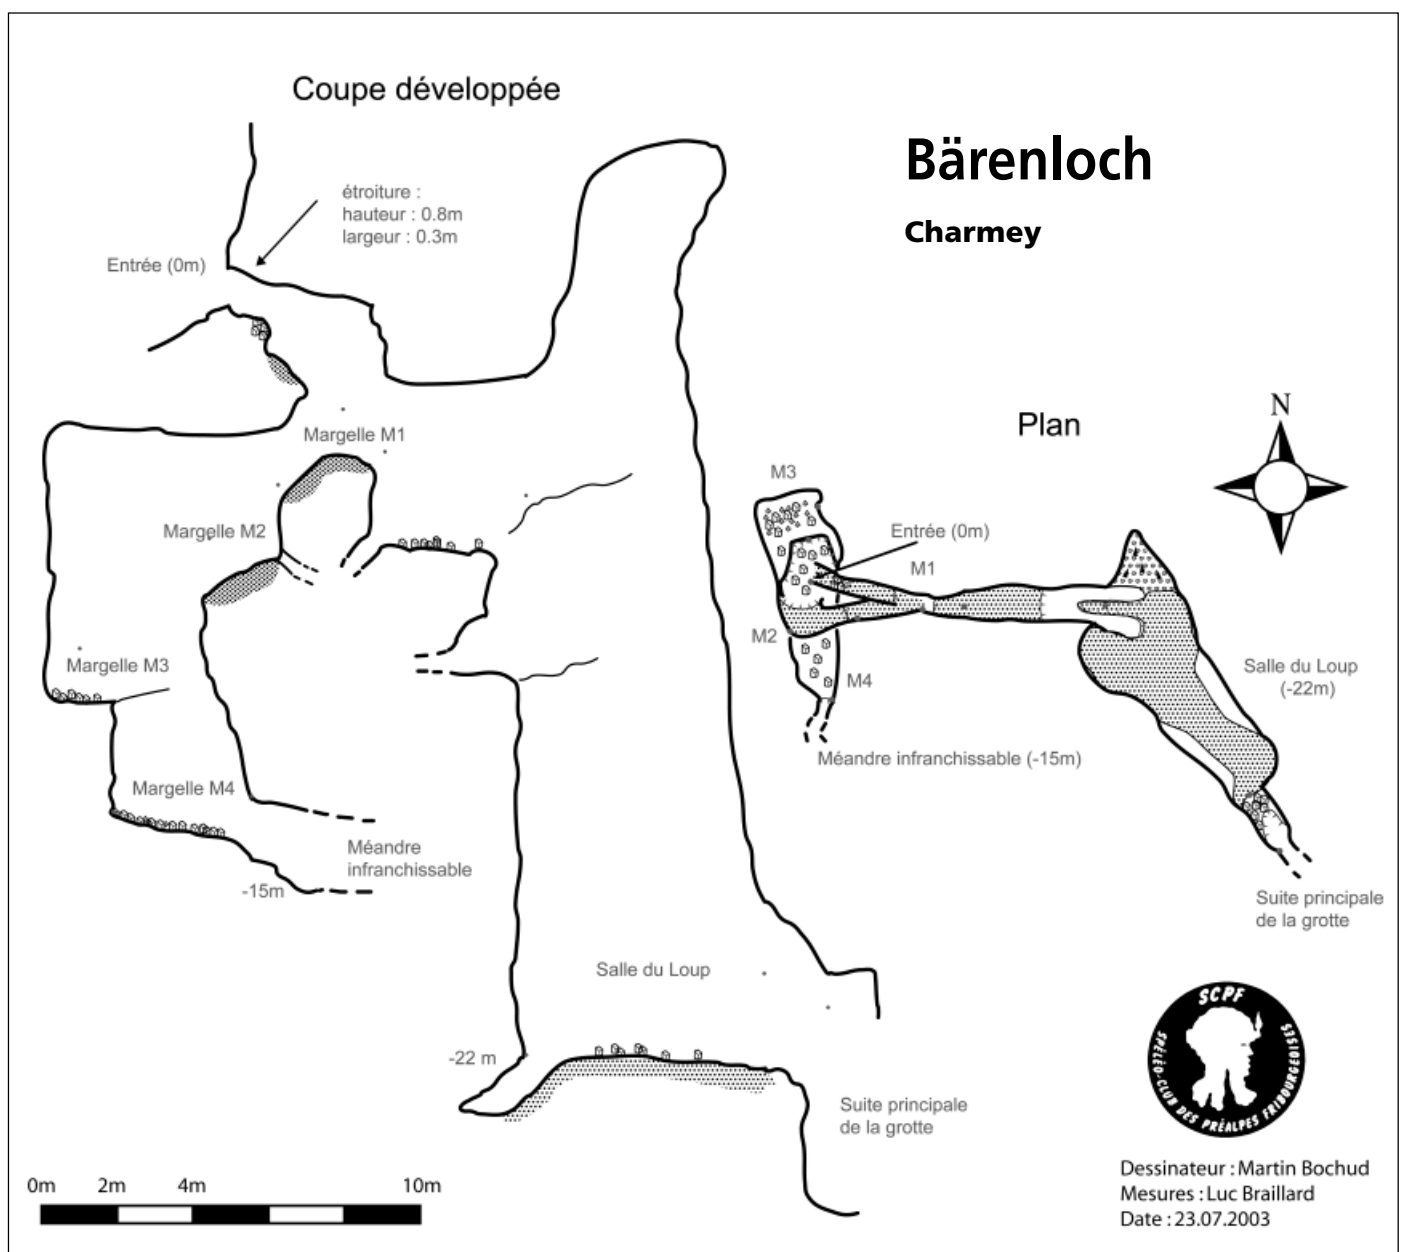 Coupe développée
Bärenloch
Charmey
étroiture :
hauteur : 0.8m
largeur : 0.3m
Entrée (0m)
Margelle M1
Margelle M2
Margelle M3
Margelle M4
Méandre
infranchissable
-15m
Salle du Loup
-22 m
Suite principale
de la grotte
Plan
N
M3
Entrée (0m)
M1
M2
M4
Méandre infranchissable (-15m)
Salle du Loup
(-22m)
Suite principale
de la grotte
SCPF
SPÉLÉO-CLUB DES PRÉALPES FRIBOURGEOISES
0m 2m 4m 10m
Dessinateur : Martin Bochud
Mesures : Luc Braillard
Date : 23.07.2003